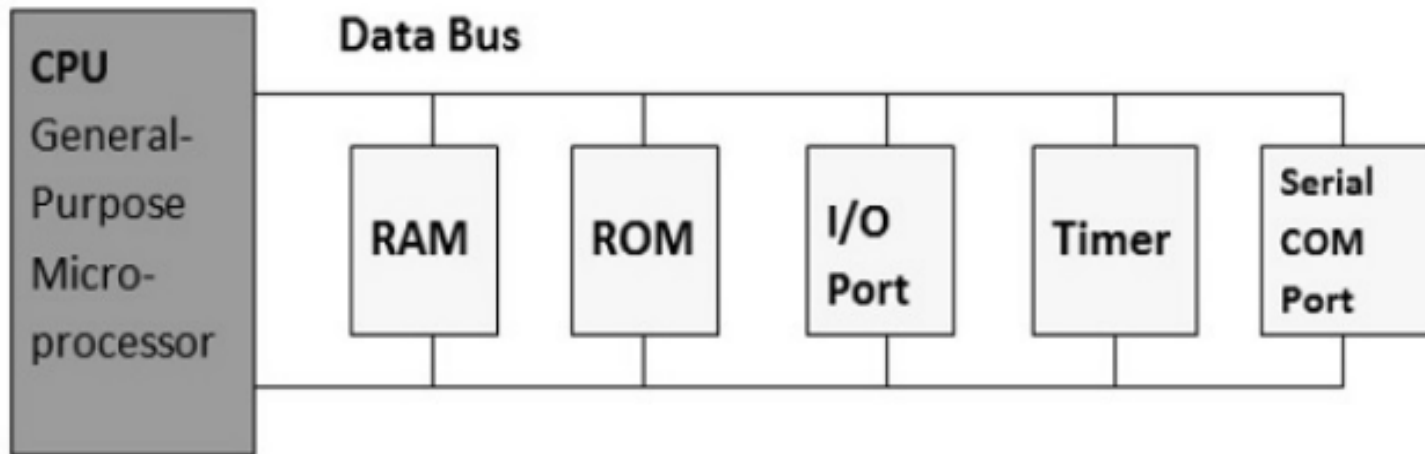 Data Bus
CPU
General-
Purpose
Micro-
processor
RAM
ROM
I/O
Port
Timer
Serial
COM
Port